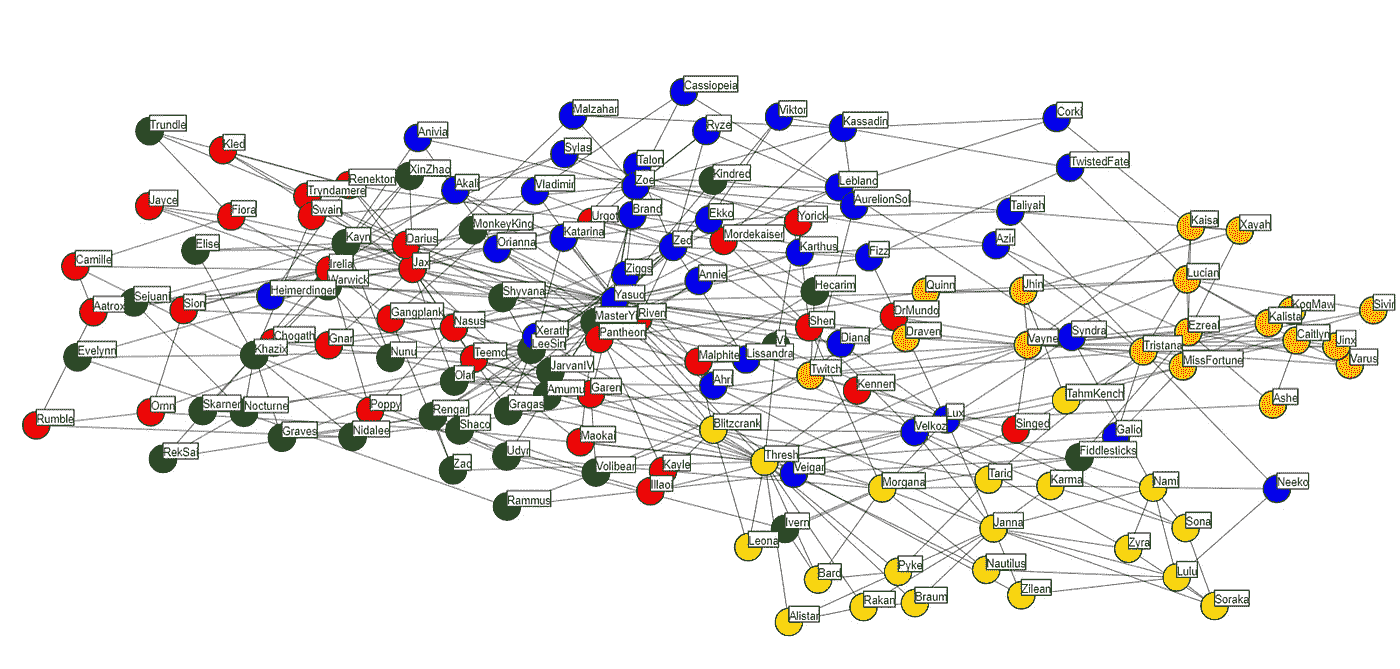 Cassiopeia
Malzahar
Viktor
Corki
Kassadin
Trundle
Anivia
Ryze
Kled
Sylas
Talon
TwistedFate
XinZhao
Kindred
Renekton
Akali
Vladimir
Zoe
Leblanc
Tryndamere
Jayce
Fiora
Swain
AurelionSol
Brand
Ekko
Urgot
Yorick
Taliyah
Kaisa
Xayah
MonkeyKing
Katarina
Mordekaiser
Elise
Kayn
Darius
Orianna
Zed
Karthus
Fizz
Azir
Camille
Irelia
Jax
Ziggs
Annie
Lucian
Warwick
Heimerdinger
Hecarim
Quinn
Jhin
Sejuani
Sion
Aatrox
Shyvana
Yasuo
KogMaw
Sivir
Gangplank
Nasus
MasterYi
Riven
Shen
DrMundo
Kalista
Ezreal
Pantheon
Draven
Vayne
Syndra
Caitlyn
Jinx
Chogath
Gnar
Xerath
LeeSin
Vi
Diana
Tristana
Evelynn
Khazix
Nunu
Teemo
Malphite
Lissandra
Twitch
MissFortune
Varus
Olaf
JarvanIV
Ahri
Kennen
Amumu
Garen
TahmKench
Ashe
Rumble
Ornn
Skarner
Nocturne
Poppy
Rengar
Gragas
Shaco
Blitzcrank
Lux
Velkoz
Singed
Galio
Graves
Nidalee
Maokai
RekSai
Zac
Udyr
Volibear
Kayle
Thresh
Veigar
Fiddlesticks
Illaoi
Morgana
Taric
Karma
Nami
Neeko
Rammus
Ivern
Janna
Sona
Leona
Zyra
Bard
Pyke
Nautilus
Lulu
Alistar
Rakan
Braum
Zilean
Soraka